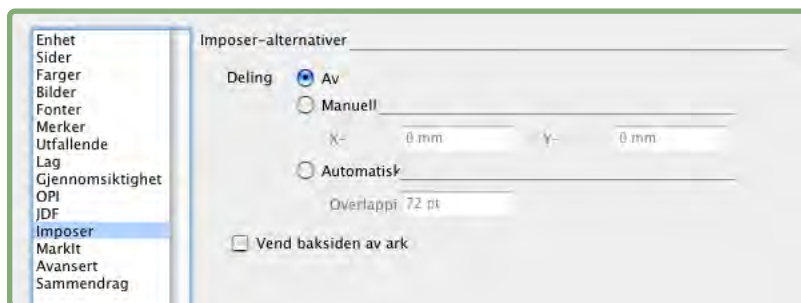 Enhet
Sider
Farger
Bilder
Fonter
Merker
Utfallende
Lag
Gjennomsiktighet
OPI
JDF
Imposer
MarkIt
Avansert
Sammendrag
Imposer-alternativer
Deling Av
Manuell
X- 0 mm Y- 0 mm
Automatisk
Overlappi 72 pt
Vend baksiden av ark